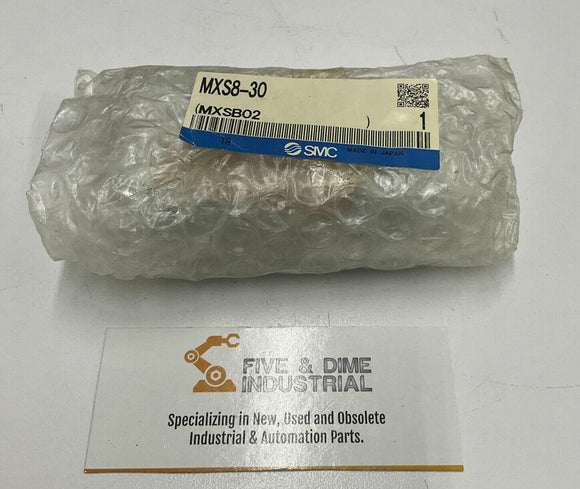 MXS8-30
(MXSB02 )
1
SMC MADE IN JAPAN
FIVE & DIME
INDUSTRIAL
Specializing in New, Used and Obsolete
Industrial & Automation Parts.